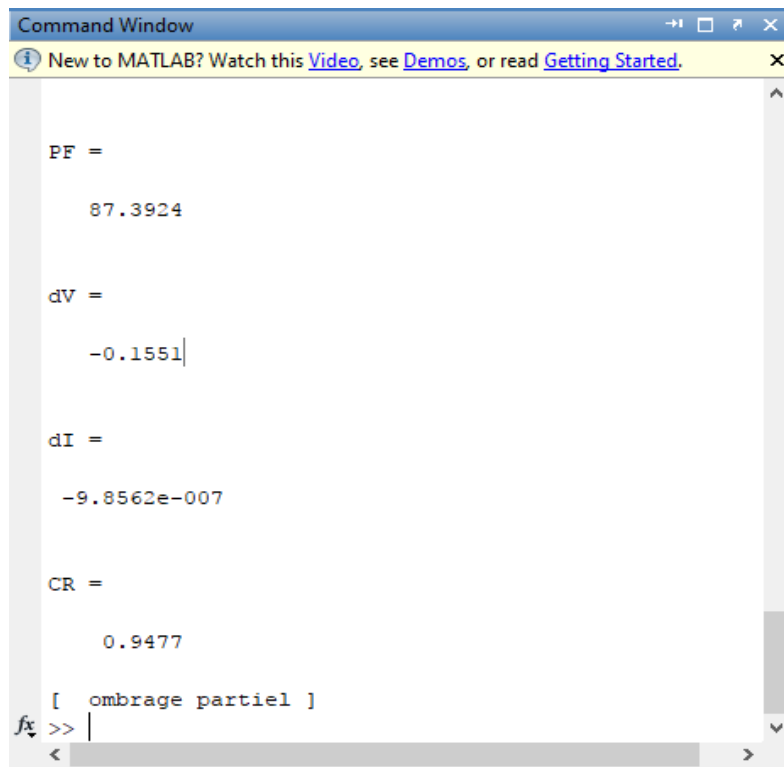 Command Window
New to MATLAB? Watch this Video, see Demos, or read Getting Started.
PF =
87.3924
dV =
-0.1551
dI =
-9.8562e-007
CR =
0.9477
[ ombrage partiel ]
fx >>